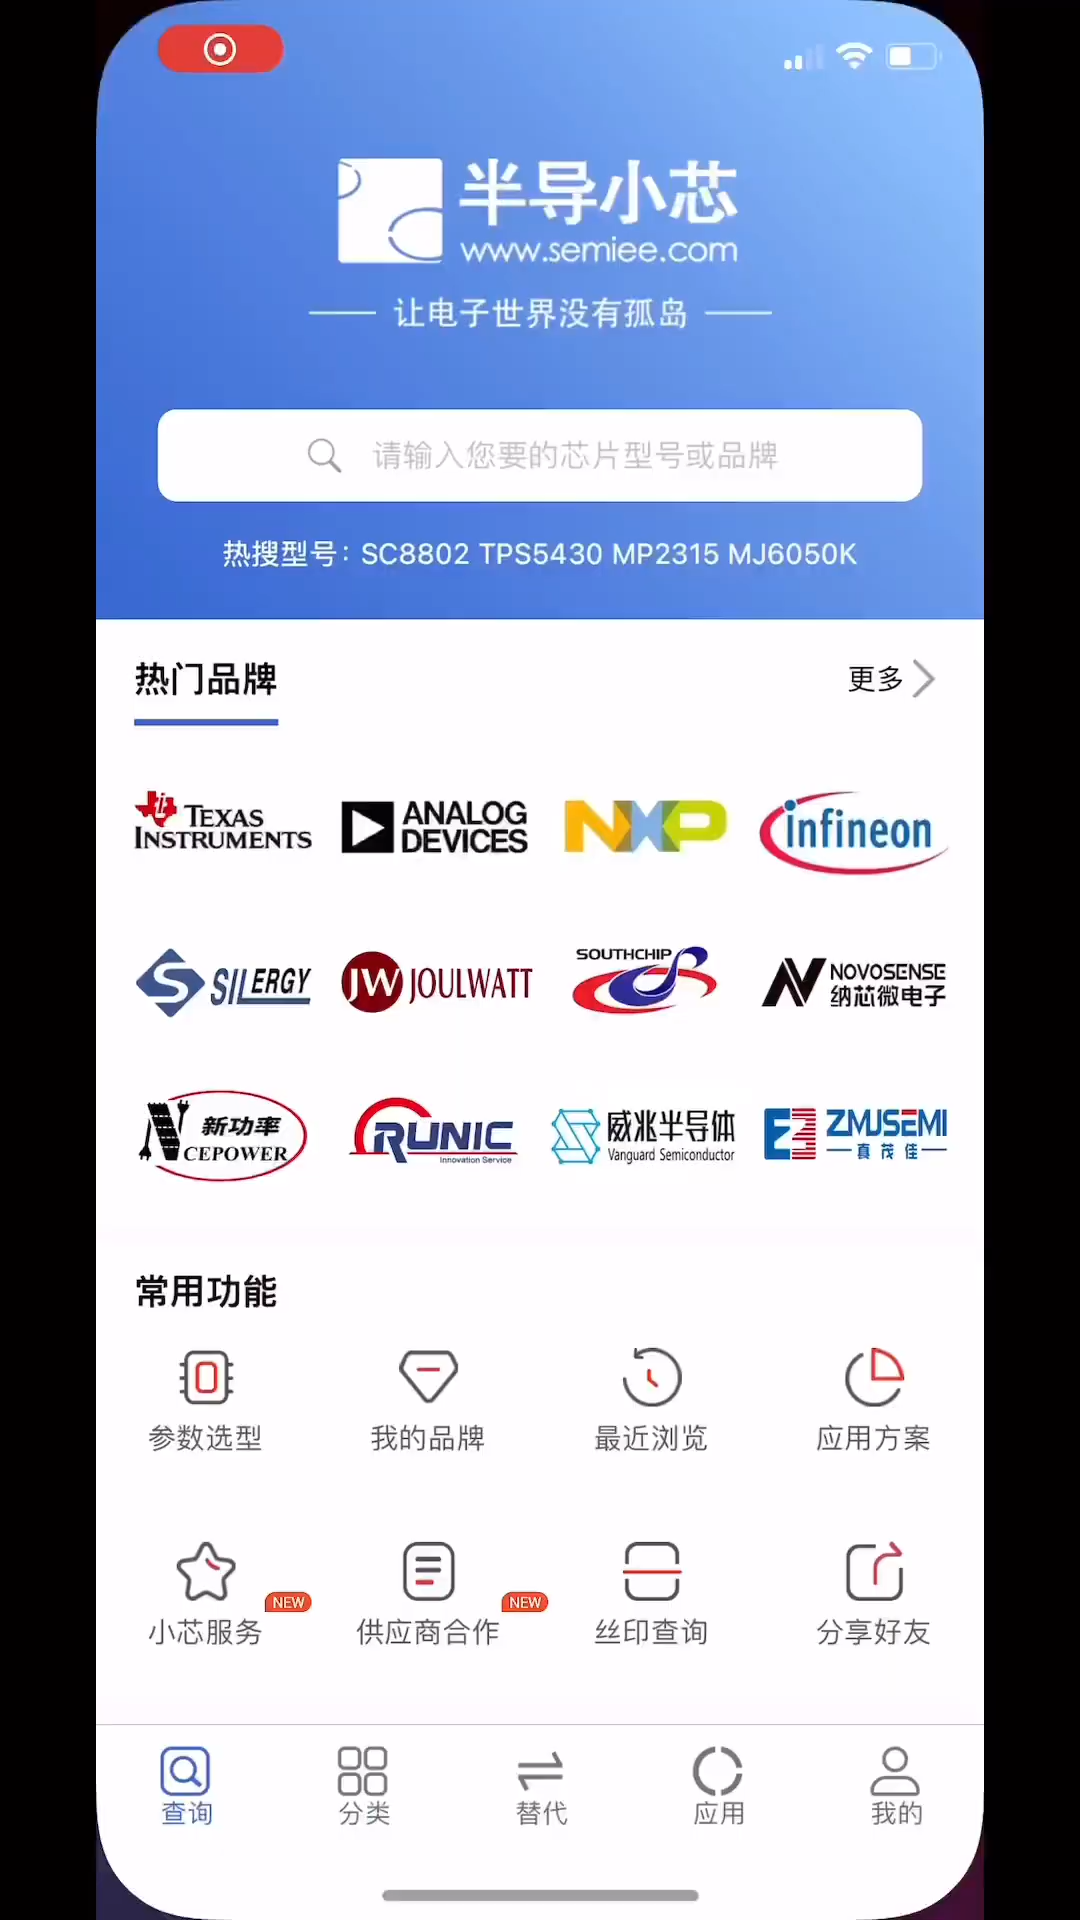 半导小芯
www.semiee.com
让电子世界没有孤岛
请输入您要的芯片型号或品牌
热搜型号：SC8802 TPS5430 MP2315 MJ6050K
热门品牌
更多
TEXAS INSTRUMENTS
ANALOG DEVICES
NXP
infineon
SILERGY
JW JOULWATT
SOUTHCHIP
NOVOSENSE
纳芯微电子
新功率
NCEPOWER
RUNIC
Innovation Service
威兆半导体
Vanguard Semiconductor
ZMJSEMI
真茂佳
常用功能
参数选型 我的品牌 最近浏览 应用方案
NEW NEW
小芯服务 供应商合作 丝印查询 分享好友
查询 分类 替代 应用 我的